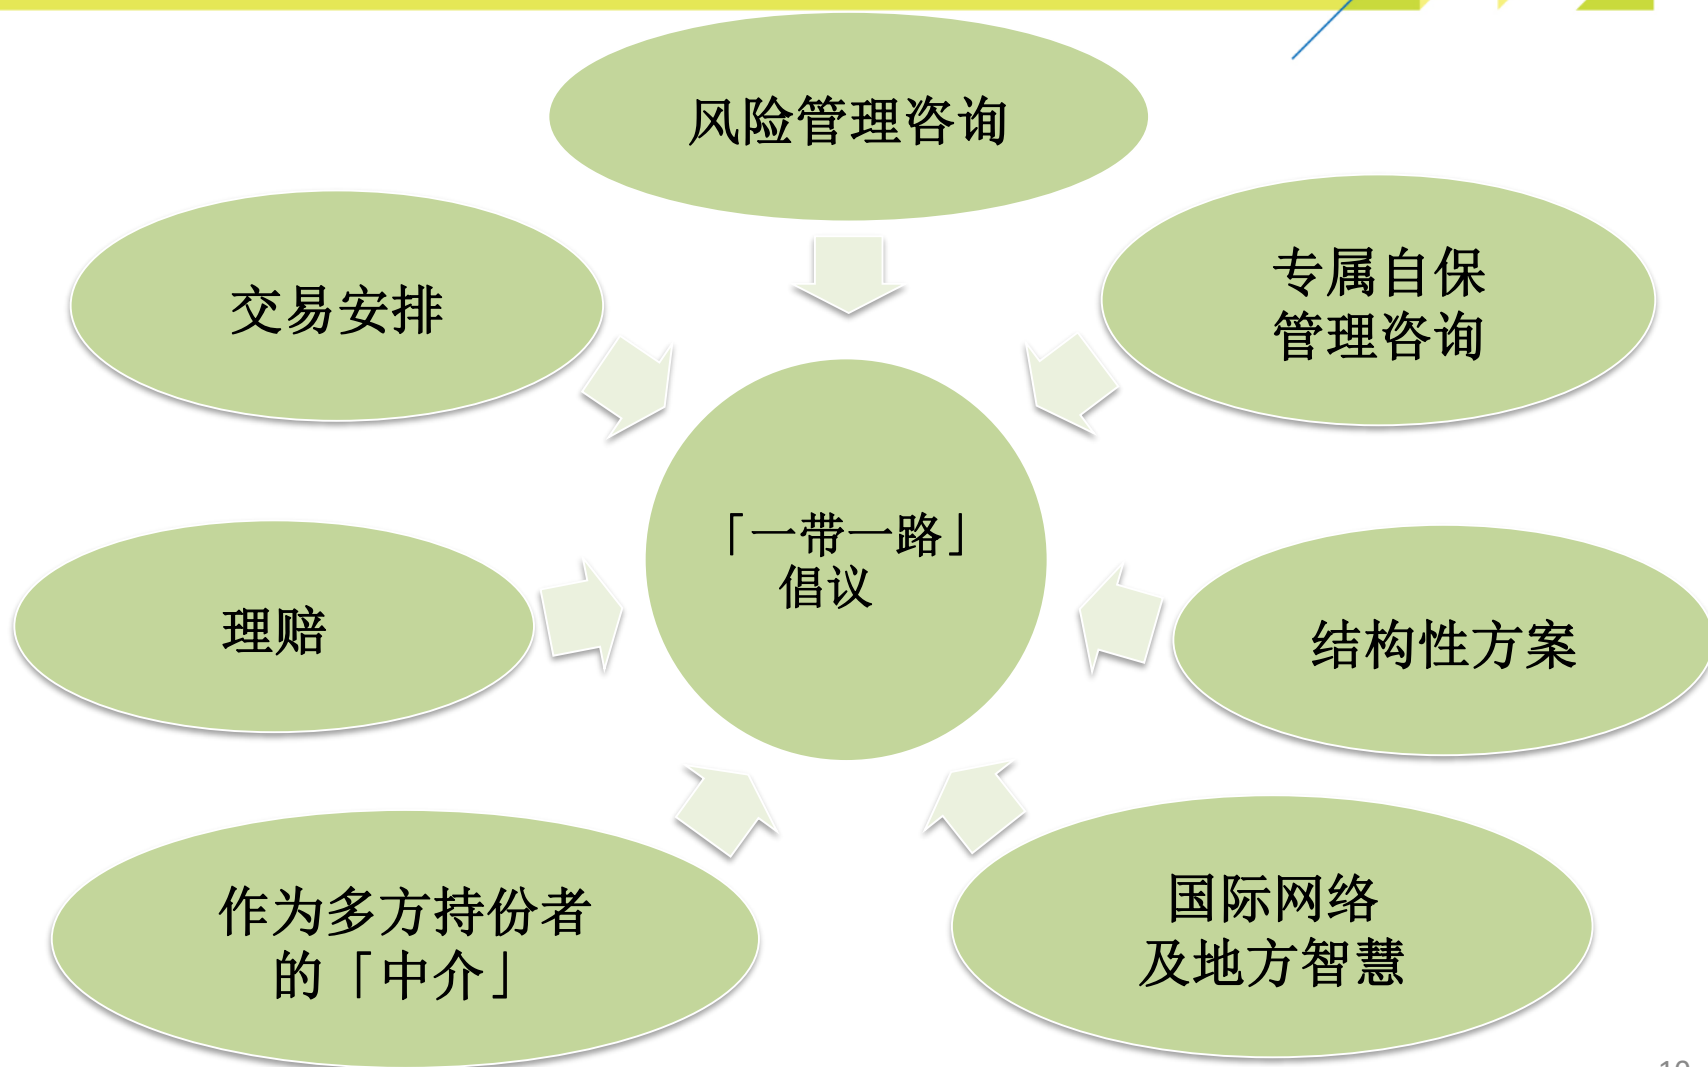 风险管理咨询
交易安排
专属自保
管理咨询
「一带一路」
倡议
理赔
结构性方案
作为多方持份者
的「中介」
国际网络
及地方智慧